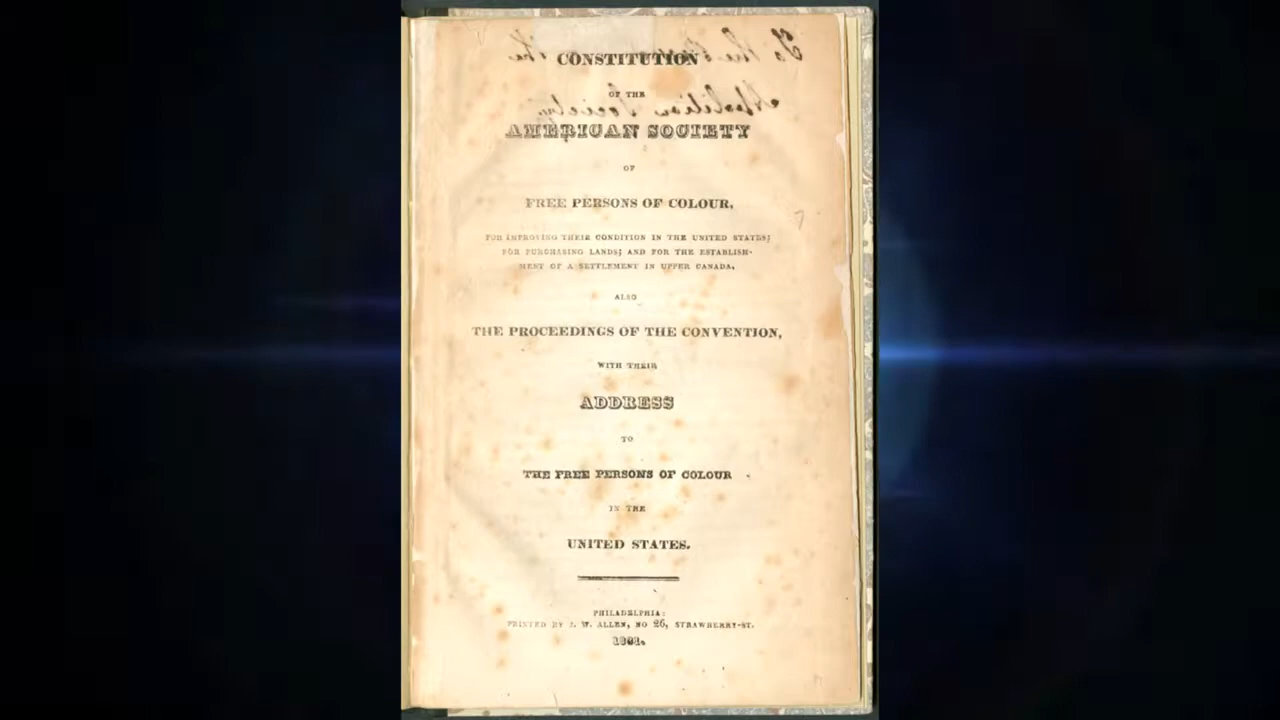 CONSTITUTION
OF THE
AMERICAN SOCIETY
OF
FREE PERSONS OF COLOUR,
FOR IMPROVING THEIR CONDITION IN THE UNITED STATES;
FOR PURCHASING LANDS; AND FOR THE ESTABLISH-
MENT OF A SETTLEMENT IN UPPER CANADA,
ALSO
THE PROCEEDINGS OF THE CONVENTION,
WITH THEIR
ADDRESS
TO
THE FREE PERSONS OF COLOUR
IN THE
UNITED STATES.
PHILADELPHIA:
PRINTED BY J. W. ALLEN, NO 26, STRAWBERRY-ST.
1831.